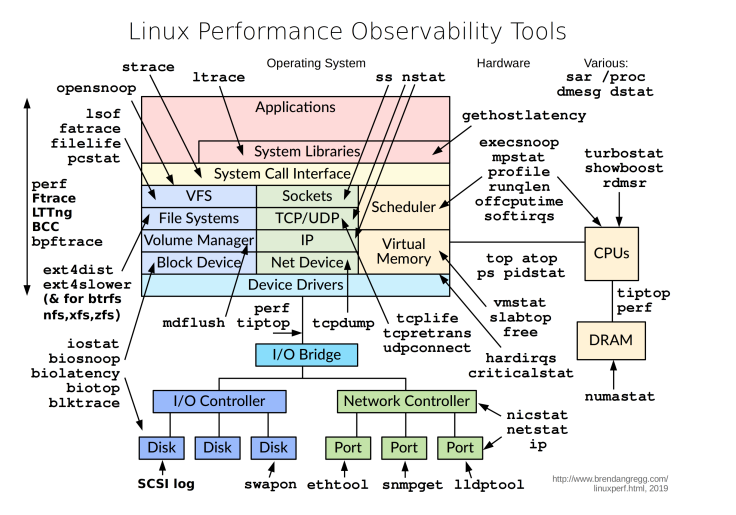 Linux Performance Observability Tools
Operating System
Hardware
Various:
sar /proc
dmesg dstat
strace
ltrace
opensnoop
ss nstat
gethostlatency
lsof
fatrace
filelife
pcstat
perf
Ftrace
LTTng
BCC
bpftrace
ext4dist
ext4slower
(& for btrfs
nfs,xfs,zfs)
iostat
biosnoop
biolatency
biotop
blktrace
Applications
System Libraries
System Call Interface
VFS
Sockets
Scheduler
File Systems
TCP/UDP
Volume Manager
IP
Virtual
Memory
Block Device
Net Device
Device Drivers
execsnoop
mpstat
profile
runqlen
offcputime
softirqs
turbostat
showboost
rdmsr
CPUs
top atop
ps pidstat
tiptop
perf
DRAM
numastat
vmstat
slabtop
free
hardirqs
criticalstat
mdflush
perf
tiptop
tcpdump
tcplife
tcpretrans
udpconnect
I/O Bridge
I/O Controller
Network Controller
nicstat
netstat
ip
Disk
Disk
Disk
Port
Port
Port
SCSI log
swapon
ethtool
snmpget
lldptool
http://www.brendangregg.com/
linuxperf.html, 2019